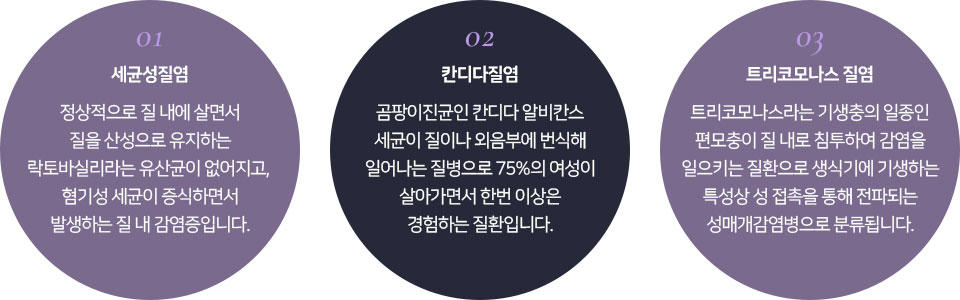 01
세균성질염
정상적으로 질 내에 살면서
질을 산성으로 유지하는
락토바실리라는 유산균이 없어지고,
혐기성 세균이 증식하면서
발생하는 질 내 감염증입니다.
02
칸디다질염
곰팡이진균인 칸디다 알비칸스
세균이 질이나 외음부에 번식해
일어나는 질병으로 75%의 여성이
살아가면서 한번 이상은
경험하는 질환입니다.
03
트리코모나스 질염
트리코모나스라는 기생충의 일종인
편모충이 질 내로 침투하여 감염을
일으키는 질환으로 생식기에 기생하는
특성상 성 접촉을 통해 전파되는
성매개감염병으로 분류됩니다.